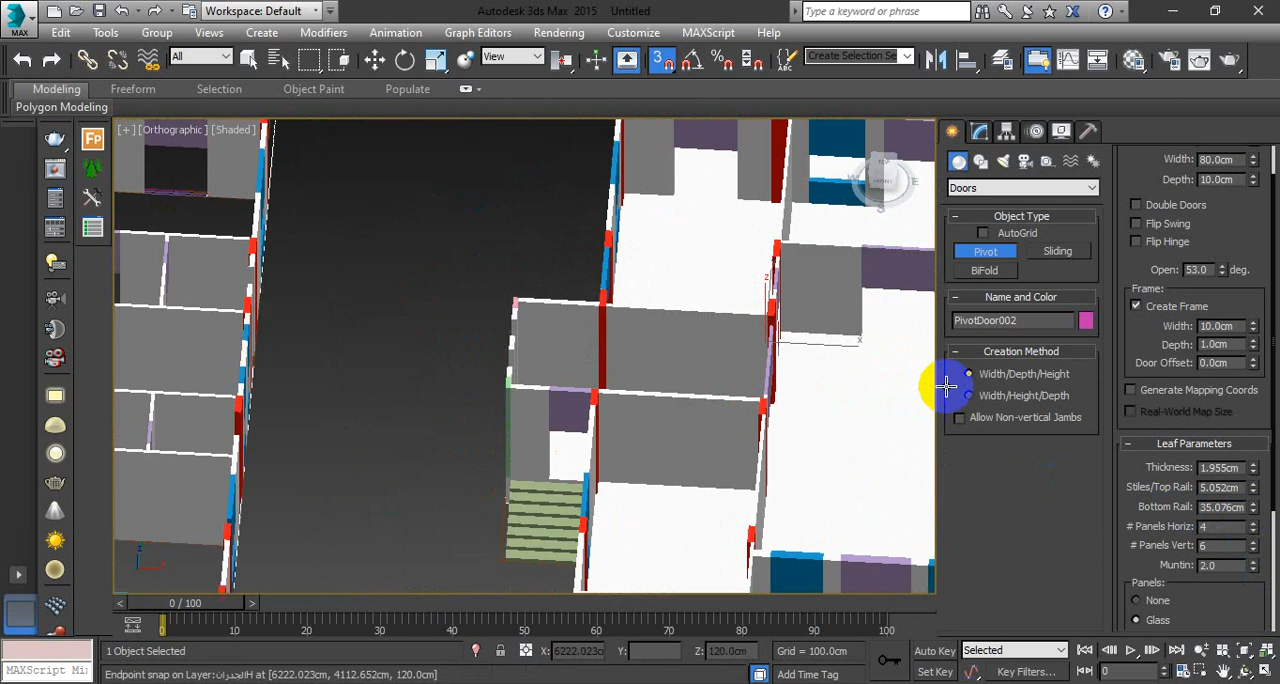 MAX
Workspace: Default
Autodesk 3ds Max 2015 Untitled
Type a keyword or phrase
Edit Tools Group Views Create Modifiers Animation Graph Editors Rendering Customize MAXScript Help
All
View
3
Create Selection Se
Modeling Freeform Selection Object Paint Populate
Polygon Modeling
[+] [Orthographic] [Shaded]
Fp
TOP
FRONT
W
E
S
z
x
z
Doors
Object Type
AutoGrid
Pivot Sliding
BiFold
Name and Color
PivotDoor002
Creation Method
Width/Depth/Height
Width/Height/Depth
Allow Non-vertical Jambs
Width: 80.0cm
Depth: 10.0cm
Double Doors
Flip Swing
Flip Hinge
Open: 53.0 deg.
Frame:
Create Frame
Width: 10.0cm
Depth: 1.0cm
Door Offset: 0.0cm
Generate Mapping Coords
Real-World Map Size
Leaf Parameters
Thickness: 1.955cm
Stiles/Top Rail: 5.052cm
Bottom Rail: 35.076cm
# Panels Horiz: 4
# Panels Vert: 6
Muntin: 2.0
Panels:
None
Glass
< 0 / 100 >
0 10 20 30 40 50 60 70 80 90 100
1 Object Selected
X: 6222.023c
Y:
Z: 120.0cm
Grid = 100.0cm
Auto Key Selected
MAXScript Mi
Endpoint snap on Layer:الجدران at [6222.023cm, 4112.652cm, 120.0cm]
Add Time Tag
Set Key
Key Filters...
0